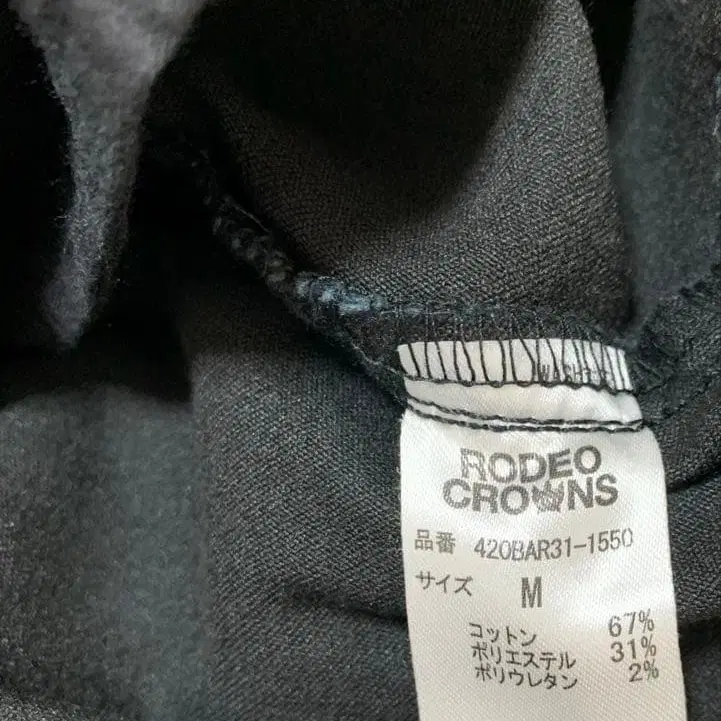 RODEO
CROWNS
品番 420BAR31-1550
サイズ M
コットン 67%
ポリエステル 31%
ポリウレタン 2%